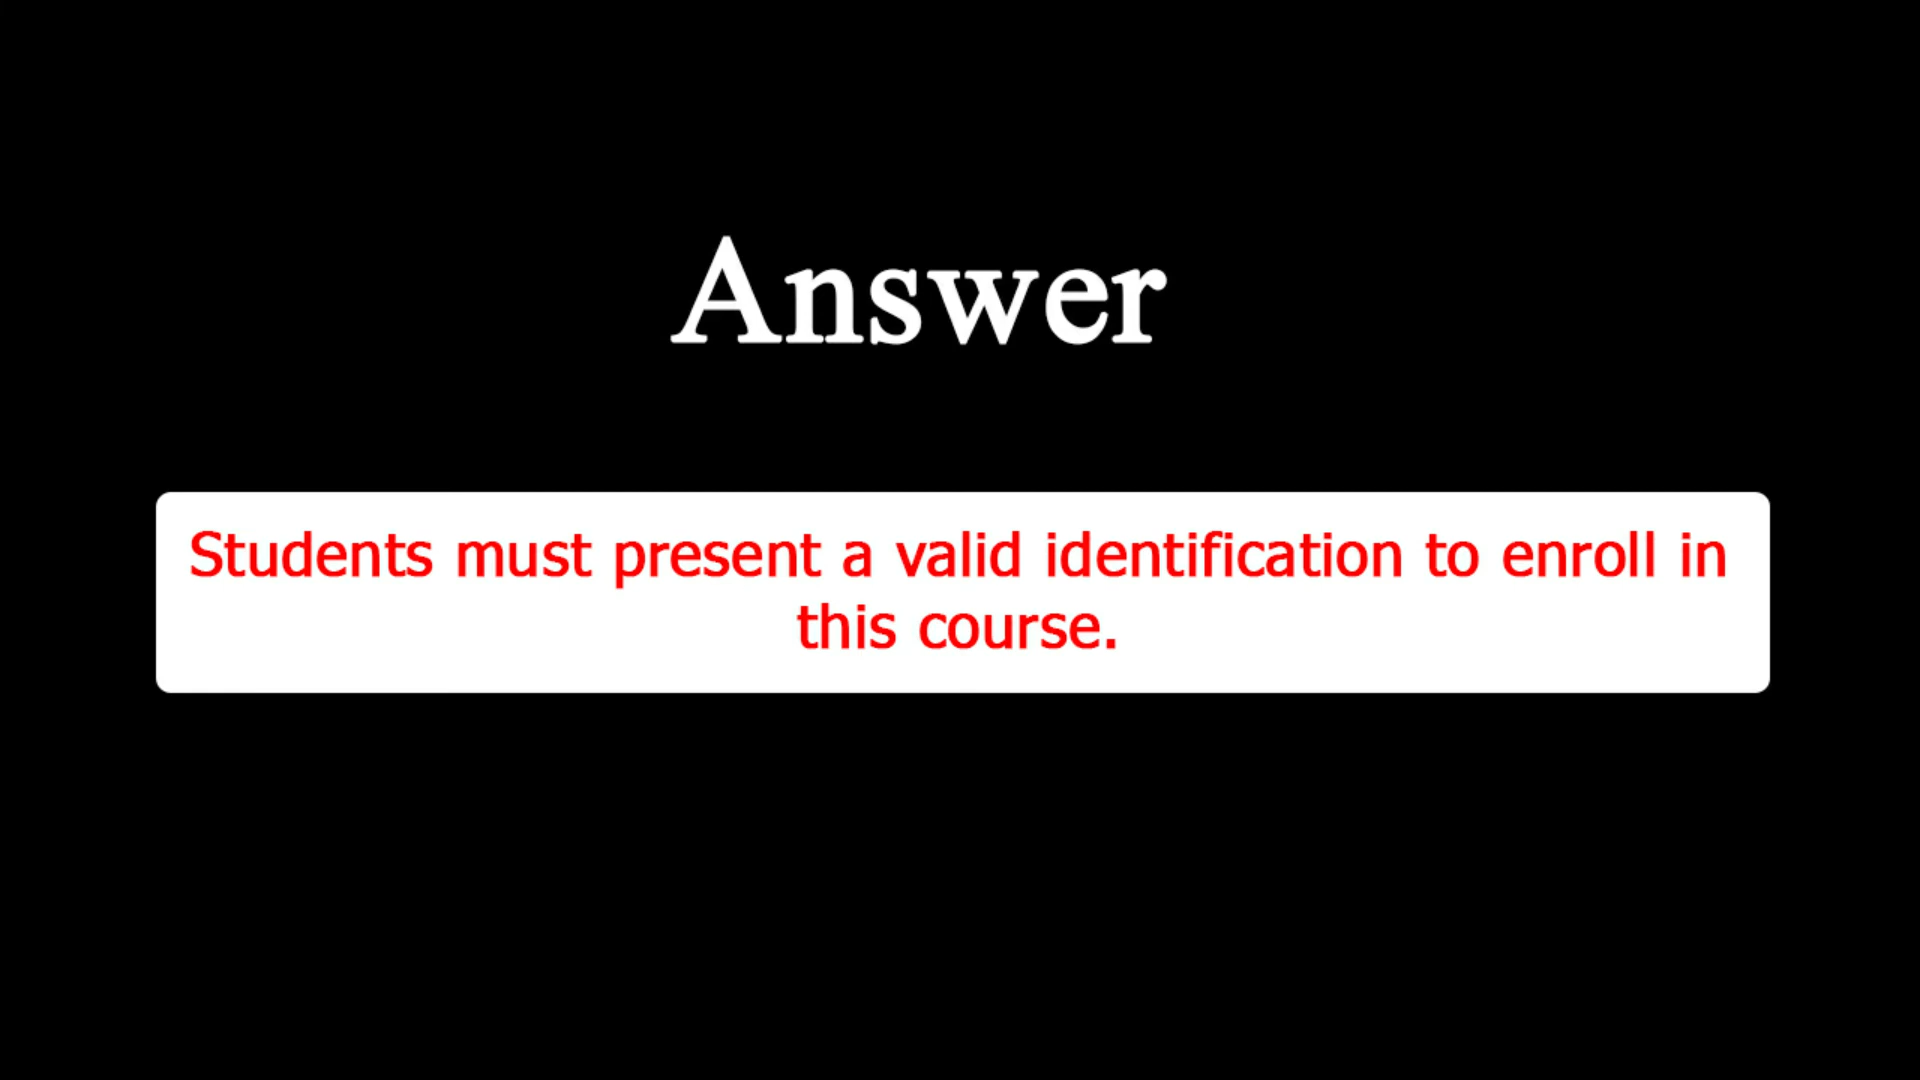 Answer
Students must present a valid identification to enroll in
this course.